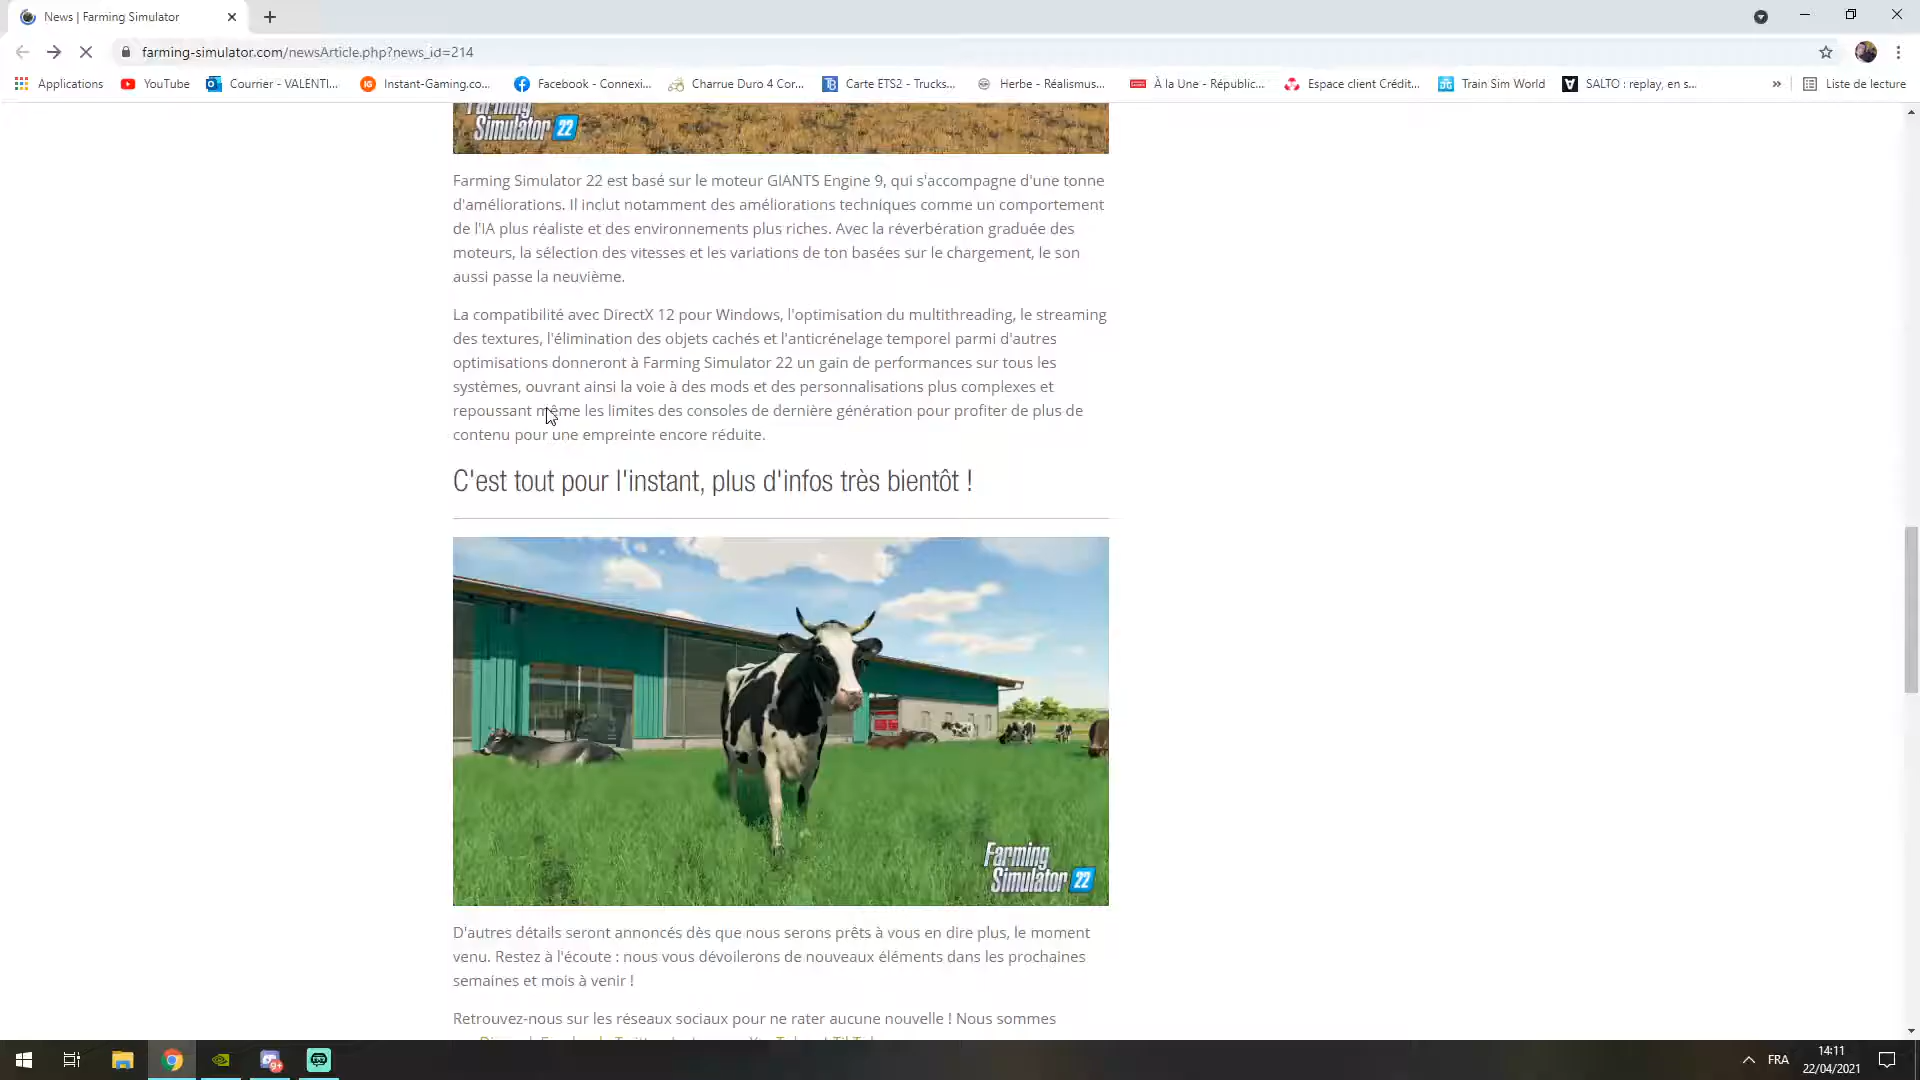 News | Farming Simulator
farming-simulator.com/newsArticle.php?news_id=214
Applications
YouTube
Courrier - VALENTI...
Instant-Gaming.co...
Facebook - Connexi...
Charrue Duro 4 Cor...
Carte ETS2 - Trucks...
Herbe - Réalismus...
À la Une - Républic...
Espace client Crédit...
Train Sim World
SALTO : replay, en s...
»
Liste de lecture
Farming
Simulator 22
Farming Simulator 22 est basé sur le moteur GIANTS Engine 9, qui s'accompagne d'une tonne
d'améliorations. Il inclut notamment des améliorations techniques comme un comportement
de l'IA plus réaliste et des environnements plus riches. Avec la réverbération graduée des
moteurs, la sélection des vitesses et les variations de ton basées sur le chargement, le son
aussi passe la neuvième.
La compatibilité avec DirectX 12 pour Windows, l'optimisation du multithreading, le streaming
des textures, l'élimination des objets cachés et l'anticrénelage temporel parmi d'autres
optimisations donneront à Farming Simulator 22 un gain de performances sur tous les
systèmes, ouvrant ainsi la voie à des mods et des personnalisations plus complexes et
repoussant même les limites des consoles de dernière génération pour profiter de plus de
contenu pour une empreinte encore réduite.
C'est tout pour l'instant, plus d'infos très bientôt !
Farming
Simulator 22
D'autres détails seront annoncés dès que nous serons prêts à vous en dire plus, le moment
venu. Restez à l'écoute : nous vous dévoilerons de nouveaux éléments dans les prochaines
semaines et mois à venir !
Retrouvez-nous sur les réseaux sociaux pour ne rater aucune nouvelle ! Nous sommes
9+
FRA
14:11
22/04/2021